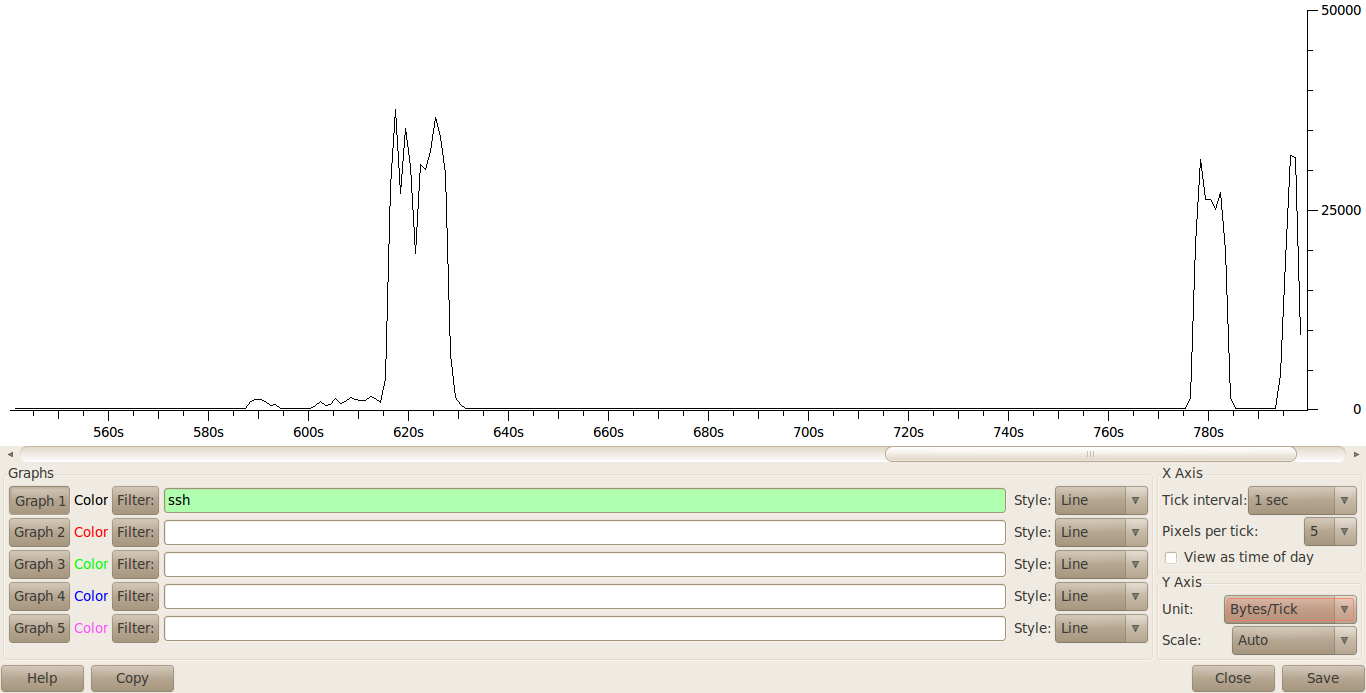 50000
25000
0
560s 580s 600s 620s 640s 660s 680s 700s 720s 740s 760s 780s
Graphs
X Axis
Graph 1 Color Filter: ssh Style: Line
Tick interval: 1 sec
Graph 2 Color Filter: Style: Line
Pixels per tick: 5
Graph 3 Color Filter: Style: Line
View as time of day
Y Axis
Graph 4 Color Filter: Style: Line
Unit: Bytes/Tick
Graph 5 Color Filter: Style: Line
Scale: Auto
Help Copy Close Save